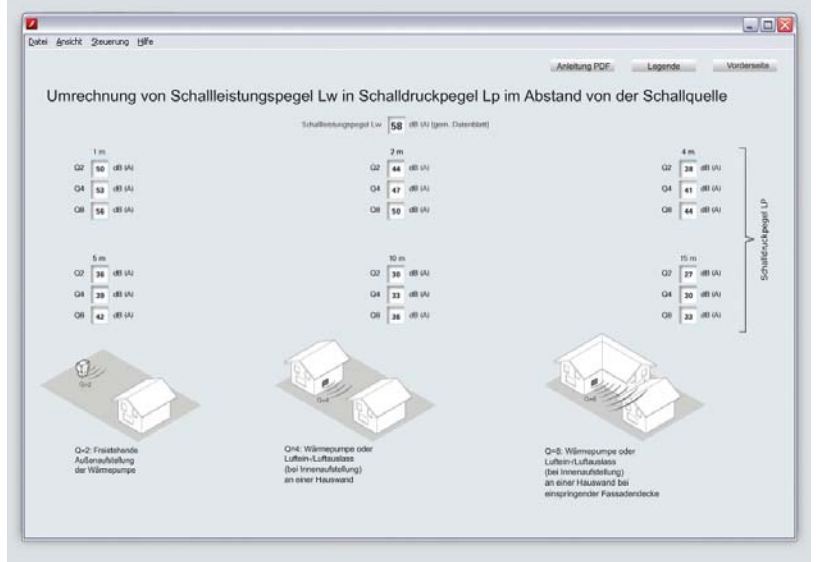 Datei Ansicht Steuerung Hilfe
Anleitung PDF Legende Vorderseite
Umrechnung von Schallleistungspegel Lw in Schalldruckpegel Lp im Abstand von der Schallquelle
Schallleistungspegel Lw 58 dB (A) (gem. Datenblatt)
1 m 2 m 4 m
Q2 50 dB (A) Q2 44 dB (A) Q2 38 dB (A)
Q4 53 dB (A) Q4 47 dB (A) Q4 41 dB (A)
Q8 56 dB (A) Q8 50 dB (A) Q8 44 dB (A)
Schalldruckpegel LP
5 m 10 m 15 m
Q2 36 dB (A) Q2 30 dB (A) Q2 27 dB (A)
Q4 39 dB (A) Q4 33 dB (A) Q4 30 dB (A)
Q8 42 dB (A) Q8 36 dB (A) Q8 33 dB (A)
Q=2
Q=4
Q=8
Q=2: Freistehende
Außenaufstellung
der Wärmepumpe
Q=4: Wärmepumpe oder
Luftein-/Luftauslass
(bei Innenaufstellung)
an einer Hauswand
Q=8: Wärmepumpe oder
Luftein-/Luftauslass
(bei Innenaufstellung)
an einer Hauswand bei
einspringender Fassadendecke